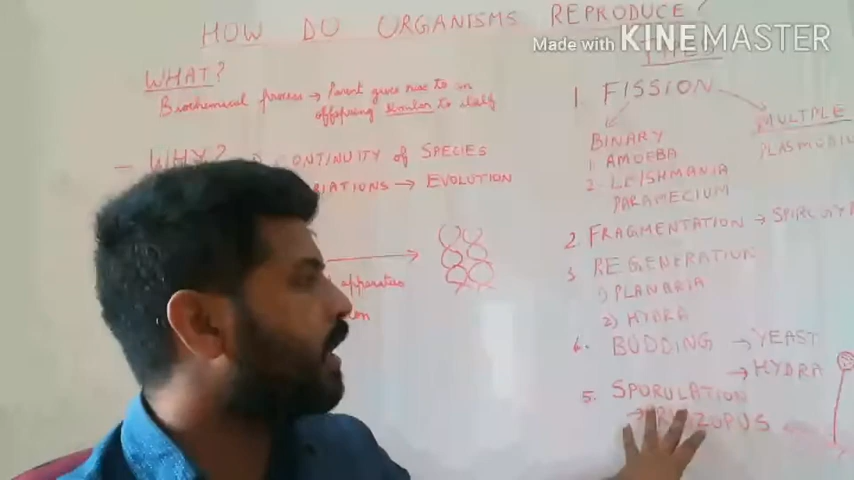 HOW DO ORGANISMS REPRODUCE?
Made with KINEMASTER
WHAT?
Biochemical process → Parent gives rise to an
offspring similar to itself
- WHY? CONTINUITY of SPECIES
VARIATIONS → EVOLUTION
apparatus
1 FISSION
BINARY
1 AMOEBA
2 LEISHMANIA
PARAMECIUM
MULTIPLE
2 FRAGMENTATION →
3 REGENERATION
1) PLANARIA
2) HYDRA
4. BUDDING → YEAST
→ HYDRA
5. SPORULATION